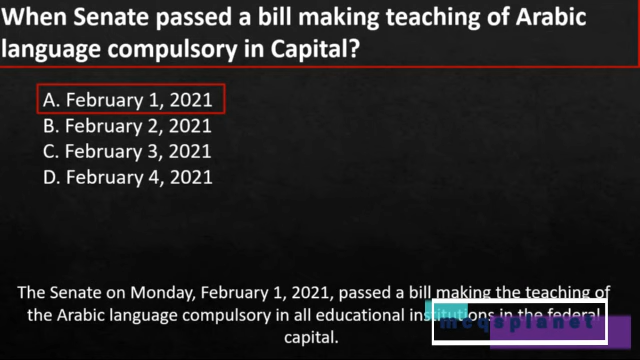 When Senate passed a bill making teaching of Arabic
language compulsory in Capital?
A. February 1, 2021
B. February 2, 2021
C. February 3, 2021
D. February 4, 2021
The Senate on Monday, February 1, 2021, passed a bill making the teaching of
the Arabic language compulsory in all educational institutions in the federal
capital.
mcqsplanet